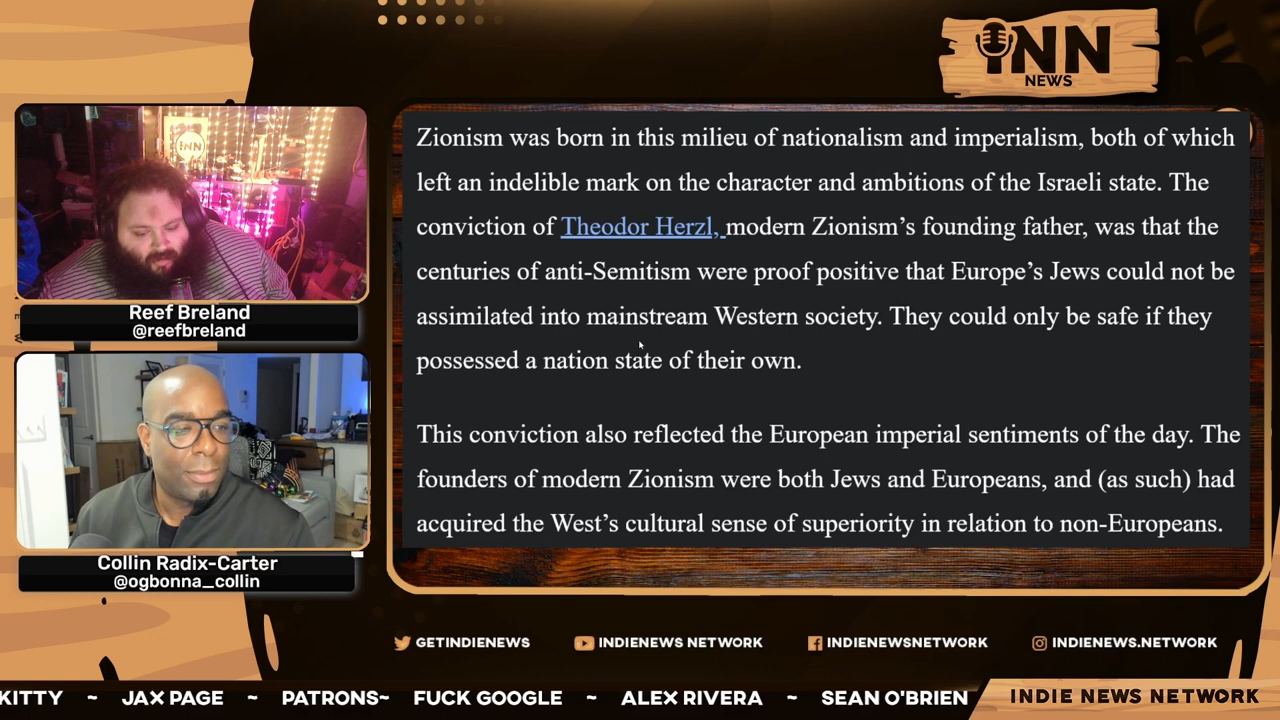 iNN
NEWS
iNN
Zionism was born in this milieu of nationalism and imperialism, both of which
left an indelible mark on the character and ambitions of the Israeli state. The
conviction of Theodor Herzl, modern Zionism’s founding father, was that the
centuries of anti-Semitism were proof positive that Europe’s Jews could not be
assimilated into mainstream Western society. They could only be safe if they
possessed a nation state of their own.
This conviction also reflected the European imperial sentiments of the day. The
founders of modern Zionism were both Jews and Europeans, and (as such) had
acquired the West’s cultural sense of superiority in relation to non-Europeans.
Reef Breland
@reefbreland
Collin Radix-Carter
@ogbonna_collin
GETINDIENEWS
INDIENEWS NETWORK
INDIENEWSNETWORK
INDIENEWS.NETWORK
KITTY ~ JAX PAGE ~ PATRONS~ FUCK GOOGLE ~ ALEX RIVERA ~ SEAN O'BRIEN
INDIE NEWS NETWORK